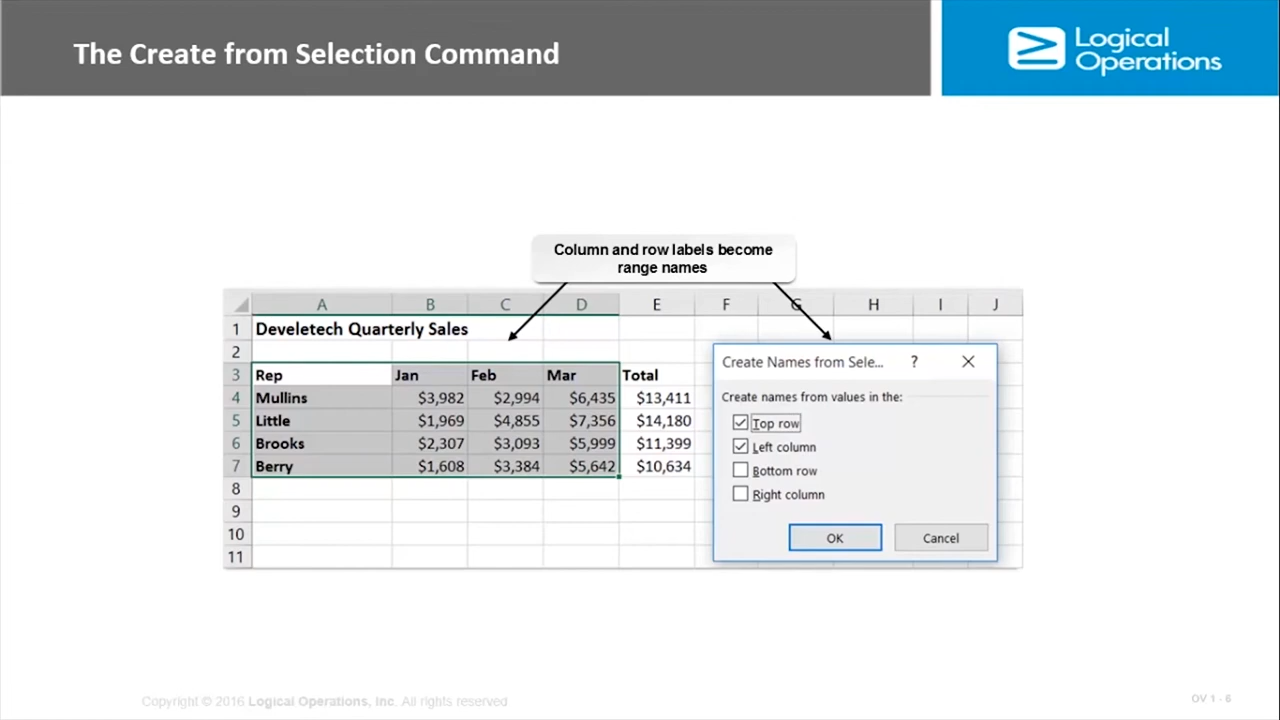 The Create from Selection Command
Logical
Operations
Column and row labels become
range names
A B C D E F G H I J
1 Develetech Quarterly Sales
2
3 Rep Jan Feb Mar Total
4 Mullins $3,982 $2,994 $6,435 $13,411
5 Little $1,969 $4,855 $7,356 $14,180
6 Brooks $2,307 $3,093 $5,999 $11,399
7 Berry $1,608 $3,384 $5,642 $10,634
8
9
10
11
Create Names from Sele... ? ×
Create names from values in the:
Top row
Left column
Bottom row
Right column
OK Cancel
Copyright © 2016 Logical Operations, Inc. All rights reserved
OV 1 - 6